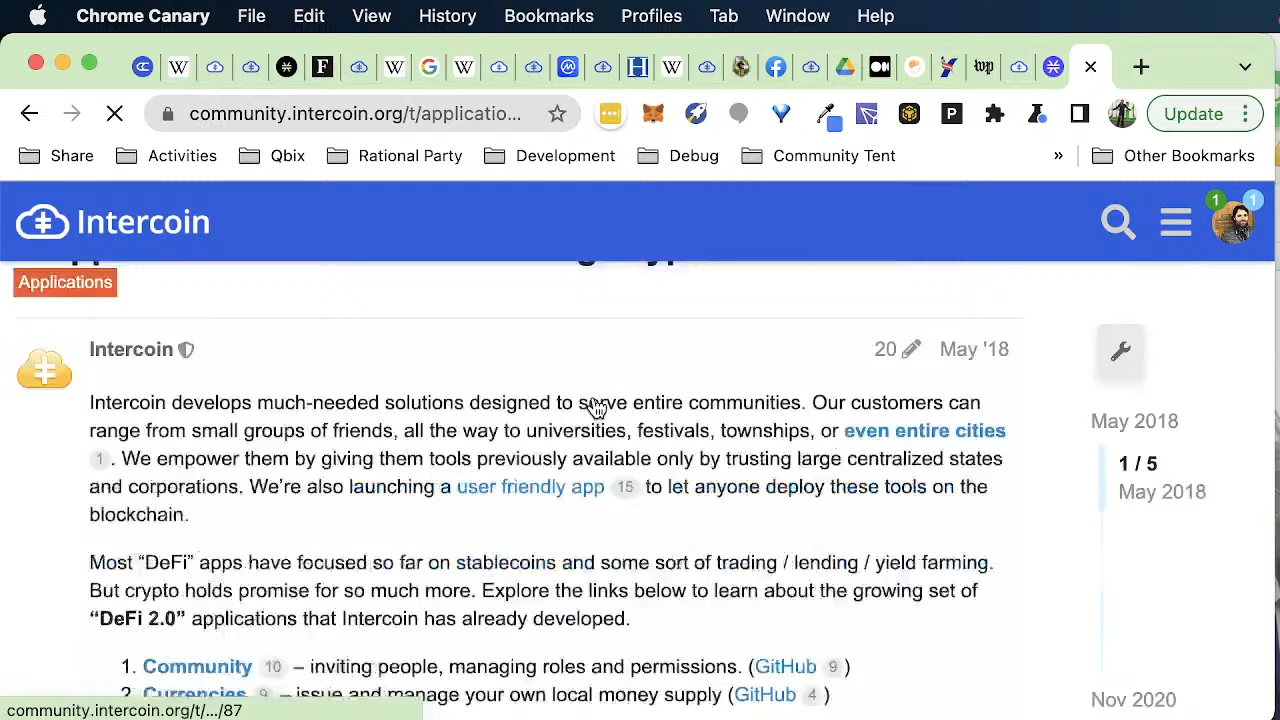 Chrome Canary File Edit View History Bookmarks Profiles Tab Window Help
community.intercoin.org/t/applicatio... Update
Share Activities Qbix Rational Party Development Debug Community Tent » Other Bookmarks
Intercoin 1 1
Applications
Intercoin 20 May '18
Intercoin develops much-needed solutions designed to serve entire communities. Our customers can
range from small groups of friends, all the way to universities, festivals, townships, or even entire cities
1 . We empower them by giving them tools previously available only by trusting large centralized states
and corporations. We’re also launching a user friendly app 15 to let anyone deploy these tools on the
blockchain.
Most “DeFi” apps have focused so far on stablecoins and some sort of trading / lending / yield farming.
But crypto holds promise for so much more. Explore the links below to learn about the growing set of
“DeFi 2.0” applications that Intercoin has already developed.
1. Community 10 – inviting people, managing roles and permissions. (GitHub 9 )
2. Currencies 9 – issue and manage your own local money supply (GitHub 4 )
May 2018
1 / 5
May 2018
Nov 2020
community.intercoin.org/t/.../87